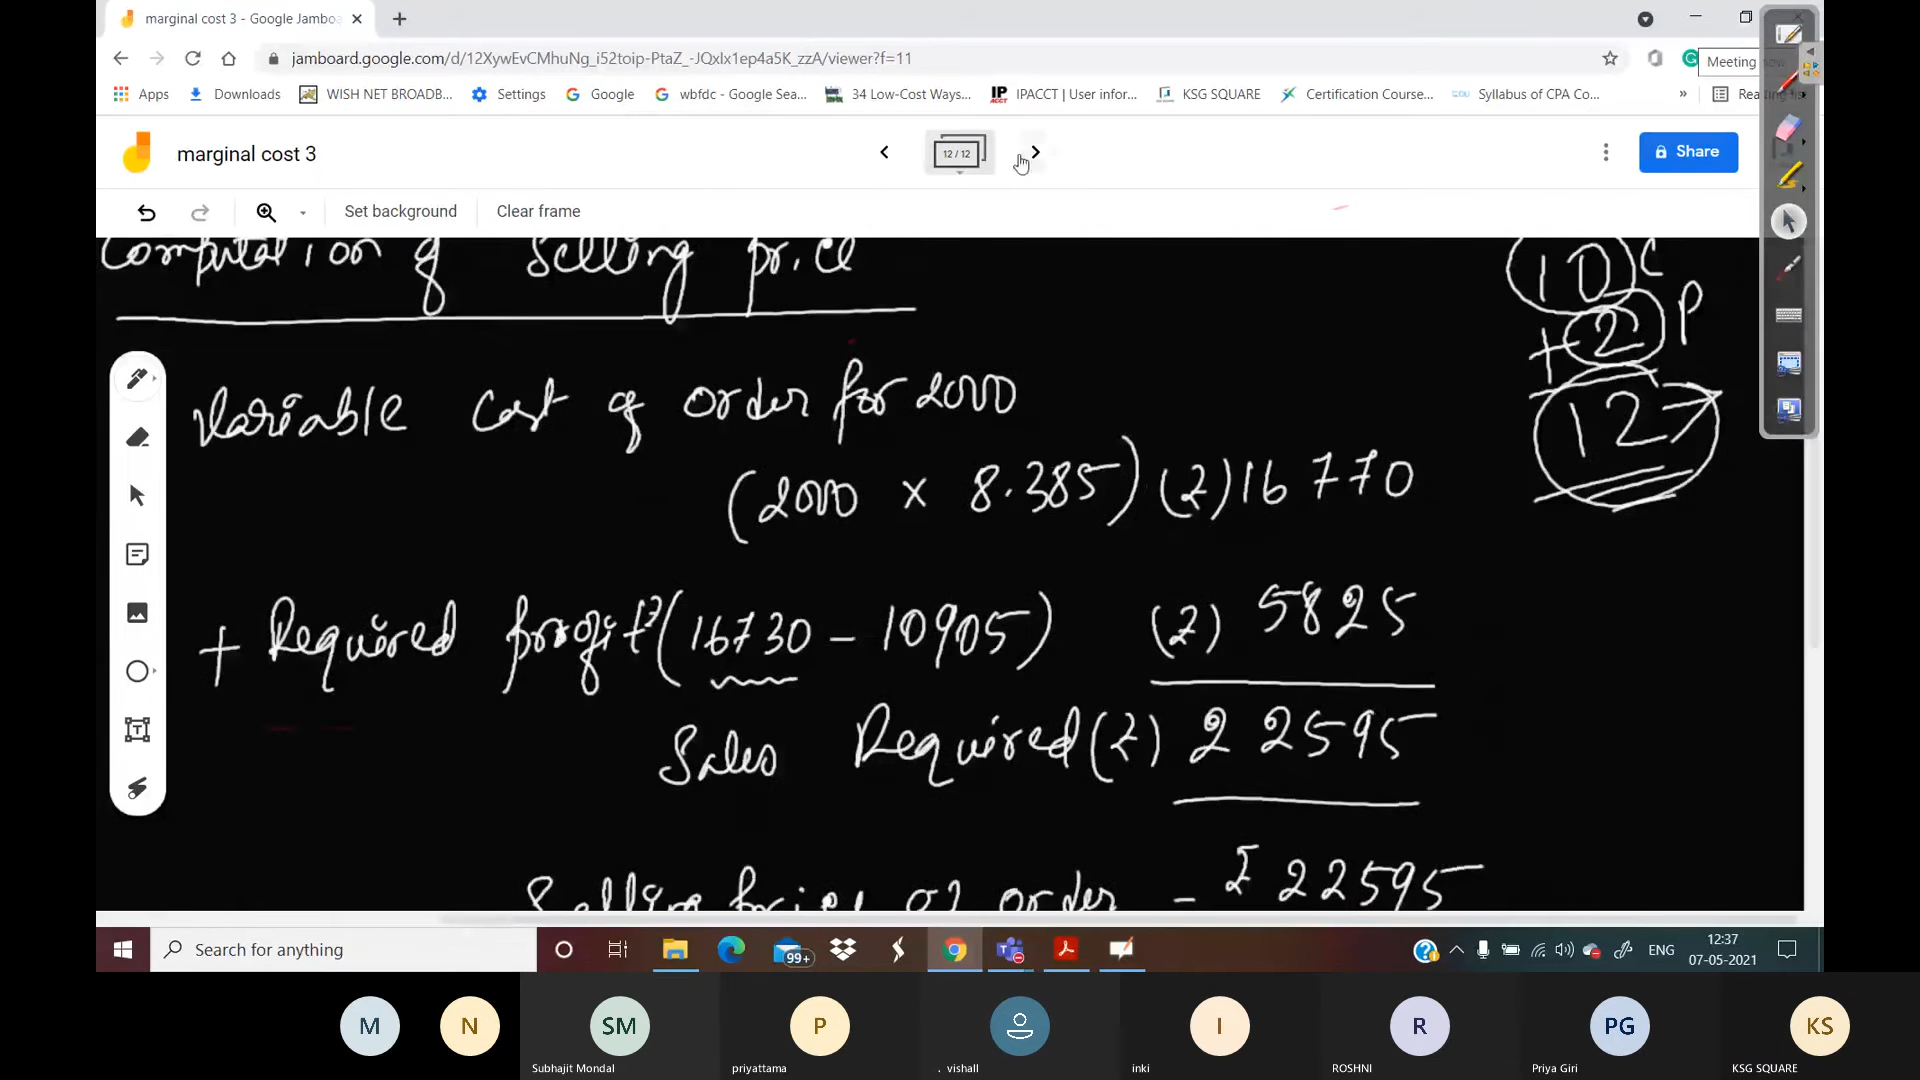 marginal cost 3 - Google Jambo
jamboard.google.com/d/12XywEvCMhuNg_i52toip-PtaZ_-JQxIx1ep4a5K_zzA/viewer?f=11
Meeting
Apps Downloads WISH NET BROADB... Settings Google wbfdc - Google Sea... 34 Low-Cost Ways... IPACCT | User infor... KSG SQUARE Certification Course... Syllabus of CPA Co... »
marginal cost 3
12 / 12
Share
Set background Clear frame
Computation of Selling price
10 C
+ 2 P
12
Variable cost of order for 2000
(2000 × 8.385) (₹) 16770
+ Required profit (16730 - 10905) (₹) 5825
Sales Required (₹) 22595
Selling price of order - ₹ 22595
Search for anything
99+
ENG
12:37
07-05-2021
M N SM P I R PG KS
Subhajit Mondal priyattama . vishall inki ROSHNI Priya Giri KSG SQUARE